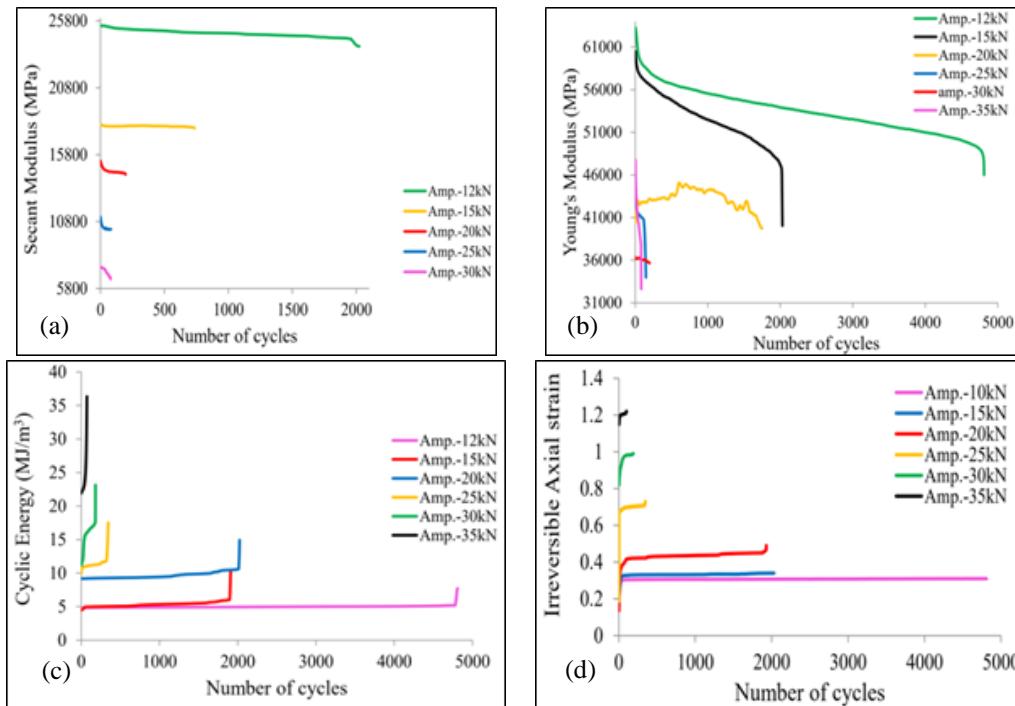 25800
20800
15800
10800
5800
Secant Modulus (MPa)
0 500 1000 1500 2000
Number of cycles
Amp.-12kN
Amp.-15kN
Amp.-20kN
Amp.-25kN
Amp.-30kN
(a)
61000
56000
51000
46000
41000
36000
31000
Young's Modulus (MPa)
0 1000 2000 3000 4000 5000
Number of cycles
Amp.-12kN
Amp.-15kN
Amp.-20kN
Amp.-25kN
amp.-30kN
Amp.-35kN
(b)
40
35
30
25
20
15
10
5
0
Cyclic Energy (MJ/m³)
0 1000 2000 3000 4000 5000
Number of cycles
Amp.-12kN
Amp.-15kN
Amp.-20kN
Amp.-25kN
Amp.-30kN
Amp.-35kN
(c)
1.4
1.2
1
0.8
0.6
0.4
0.2
0
Irreversible Axial strain
0 1000 2000 3000 4000 5000
Number of cycles
Amp.-10kN
Amp.-15kN
Amp.-20kN
Amp.-25kN
Amp.-30kN
Amp.-35kN
(d)